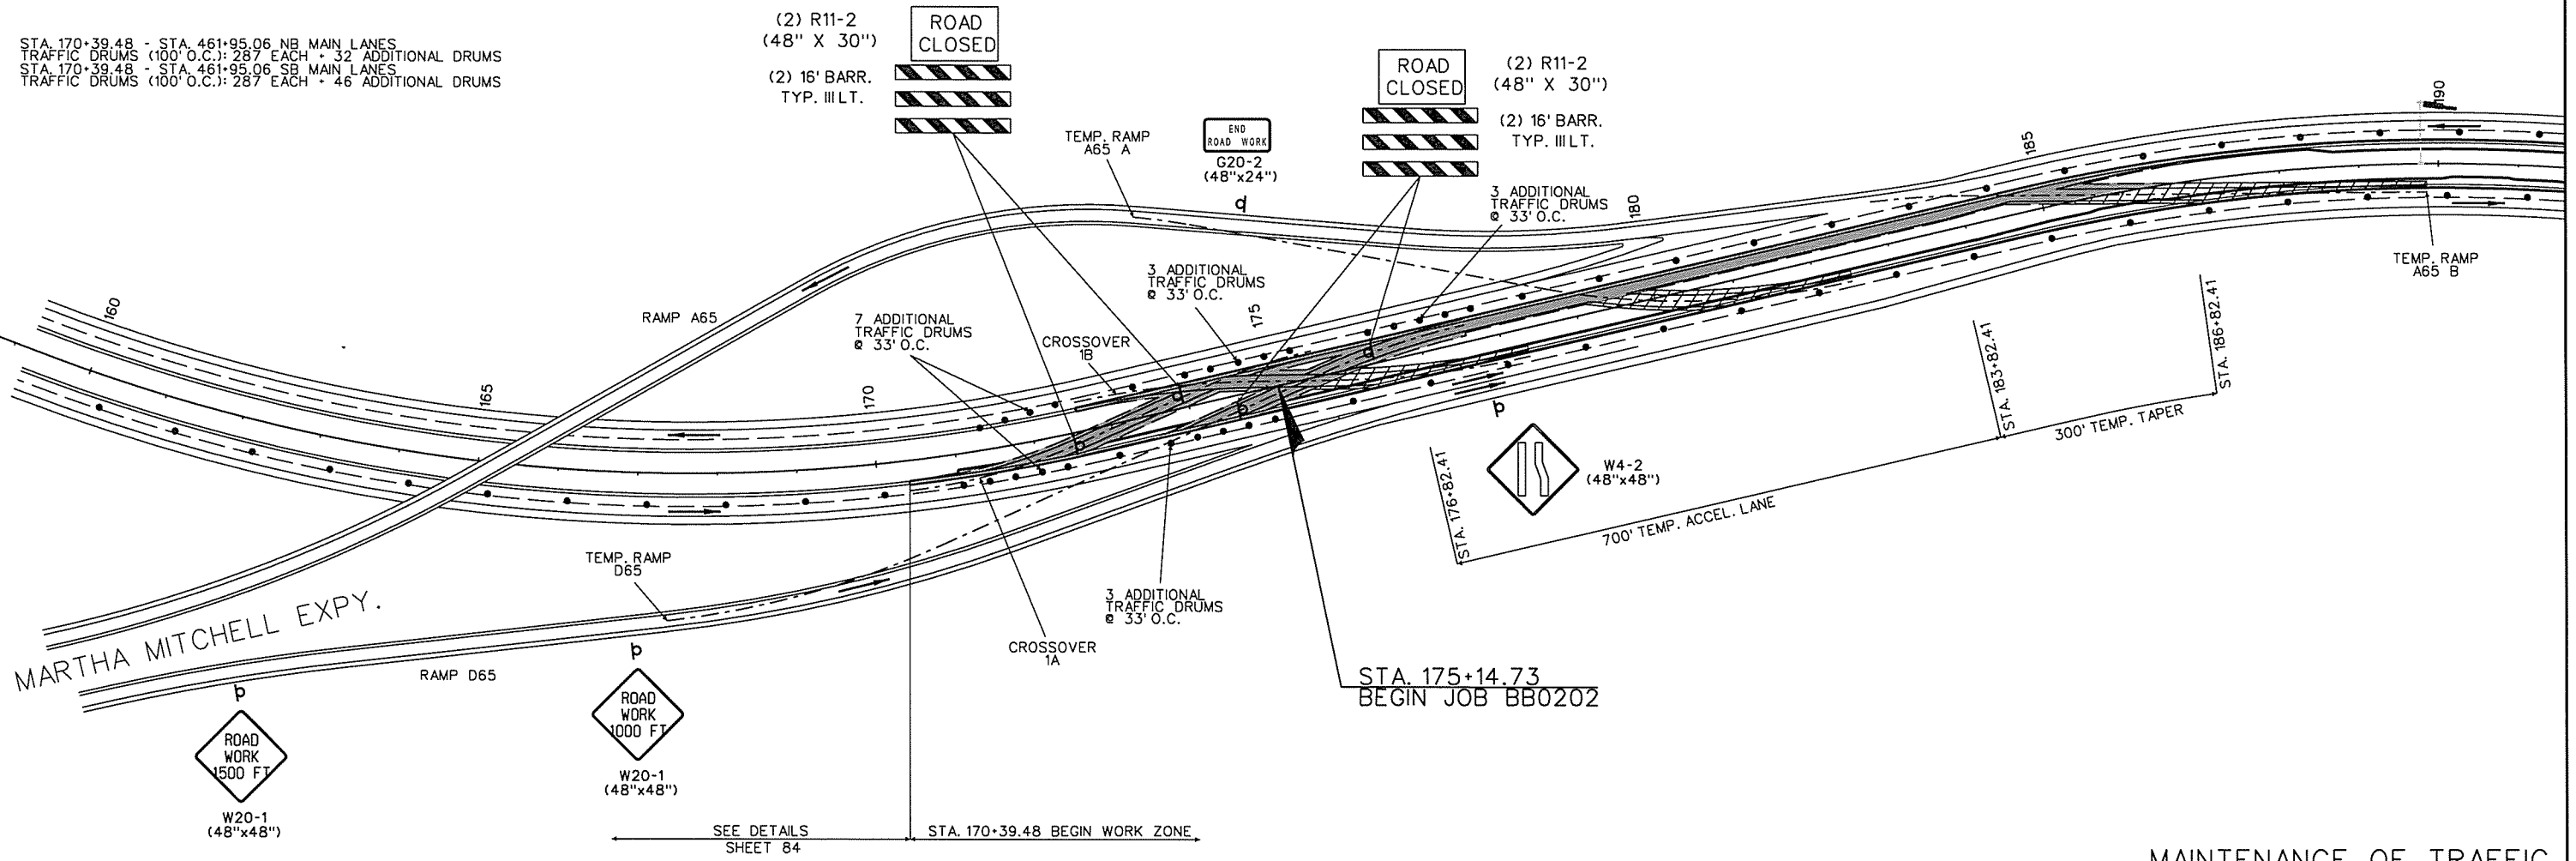 STA. 170+39.48 - STA. 461+95.06 NB MAIN LANES
TRAFFIC DRUMS (100' O.C.): 287 EACH + 32 ADDITIONAL DRUMS
STA. 170+39.48 - STA. 461+95.06 SB MAIN LANES
TRAFFIC DRUMS (100' O.C.): 287 EACH + 46 ADDITIONAL DRUMS
(2) R11-2
(48" X 30")
ROAD
CLOSED
(2) 16' BARR.
TYP. III LT.
ROAD
CLOSED
(2) R11-2
(48" X 30")
(2) 16' BARR.
TYP. III LT.
TEMP. RAMP
A65 A
END
ROAD WORK
G20-2
(48"x24")
3 ADDITIONAL
TRAFFIC DRUMS
@ 33' O.C.
160
165
170
175
180
185
190
RAMP A65
3 ADDITIONAL
TRAFFIC DRUMS
@ 33' O.C.
7 ADDITIONAL
TRAFFIC DRUMS
@ 33' O.C.
CROSSOVER
1B
TEMP. RAMP
A65 B
STA. 176+82.41
STA. 183+82.41
STA. 186+82.41
700' TEMP. ACCEL. LANE
300' TEMP. TAPER
W4-2
(48"x48")
TEMP. RAMP
D65
3 ADDITIONAL
TRAFFIC DRUMS
@ 33' O.C.
CROSSOVER
1A
MARTHA MITCHELL EXPY.
RAMP D65
STA. 175+14.73
BEGIN JOB BB0202
ROAD
WORK
1500 FT
W20-1
(48"x48")
ROAD
WORK
1000 FT
W20-1
(48"x48")
SEE DETAILS
SHEET 84
STA. 170+39.48 BEGIN WORK ZONE
MAINTENANCE OF TRAFFIC